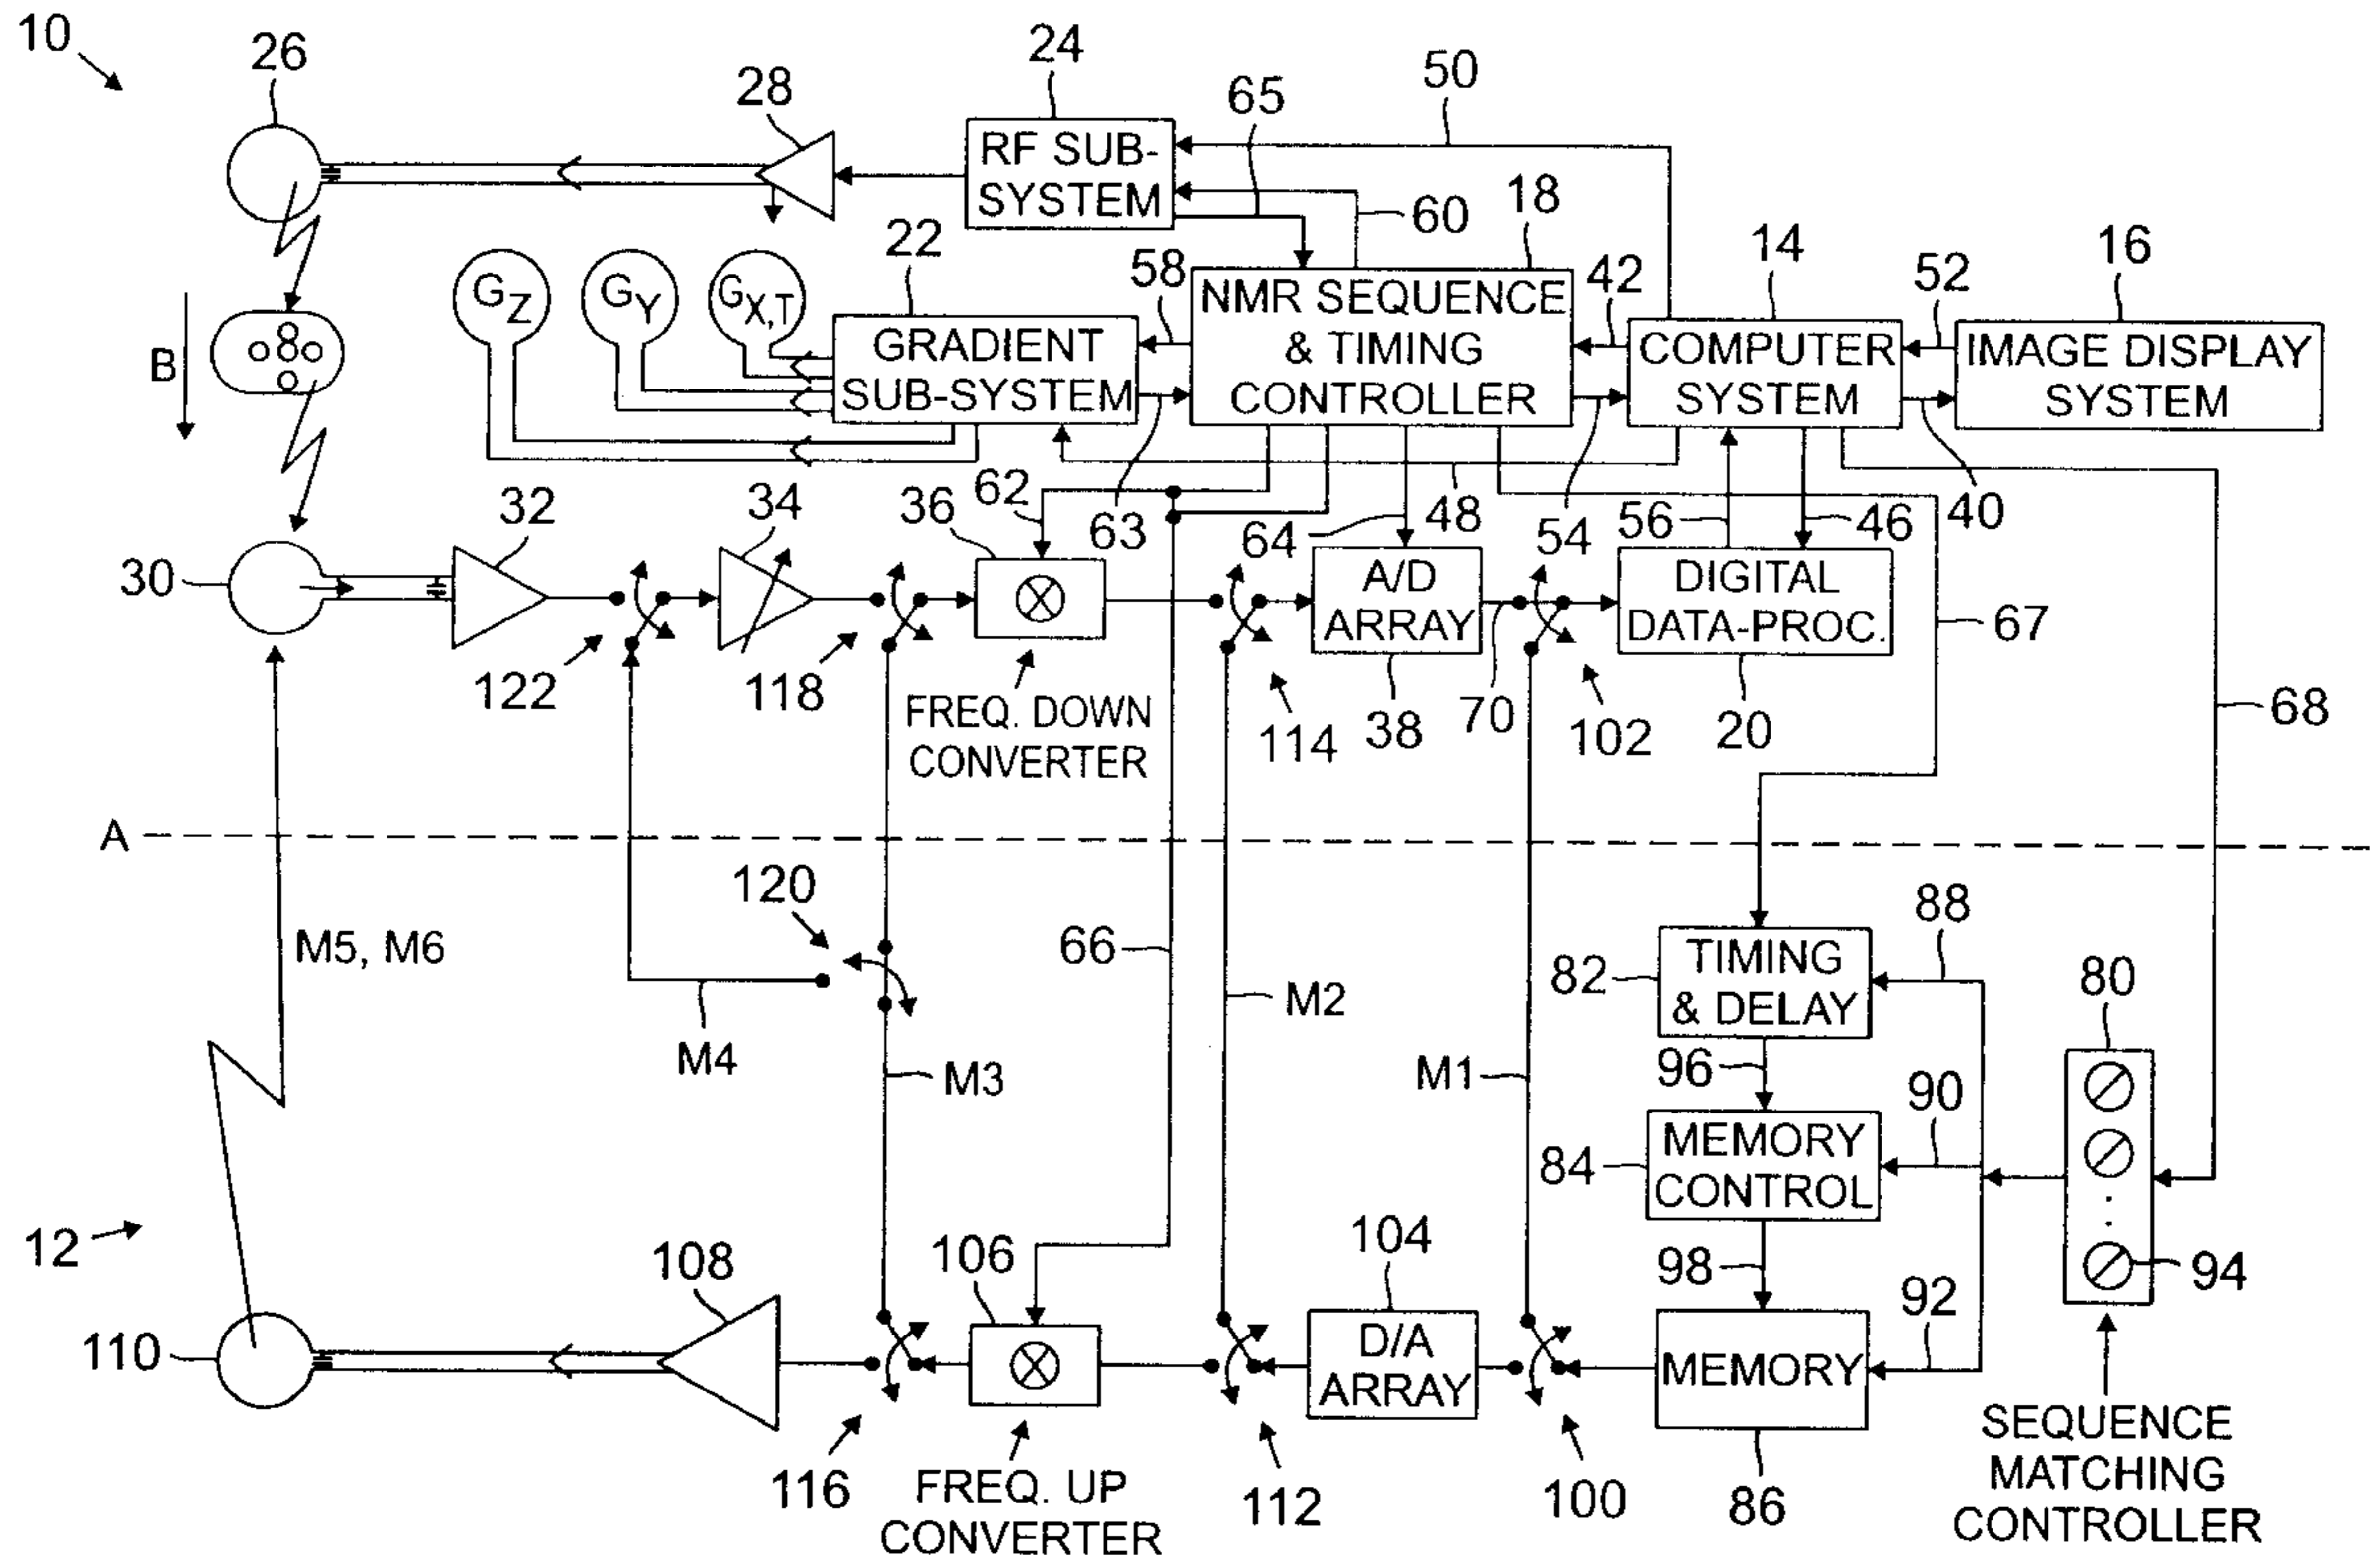 10
26
28
24
65
50
RF SUB-
SYSTEM
60
18
14
16
22
58
42
52
G Z
G Y
G X,T
B
GRADIENT
SUB-SYSTEM
NMR SEQUENCE
& TIMING
CONTROLLER
COMPUTER
SYSTEM
IMAGE DISPLAY
SYSTEM
32
34
36
62
63
64
48
54
56
46
40
30
A/D
ARRAY
DIGITAL
DATA-PROC.
67
122
118
FREQ. DOWN
CONVERTER
114
38
70
102
20
68
A
120
88
M5, M6
66
M2
82
TIMING
& DELAY
80
M4
M3
M1
96
90
84
MEMORY
CONTROL
12
108
106
104
98
92
94
110
D/A
ARRAY
MEMORY
116
FREQ. UP
CONVERTER
112
100
86
SEQUENCE
MATCHING
CONTROLLER